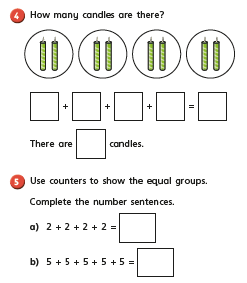 4 How many candles are there?
+ + + =
There are candles.
5 Use counters to show the equal groups.
Complete the number sentences.
a) 2 + 2 + 2 + 2 =
b) 5 + 5 + 5 + 5 + 5 =